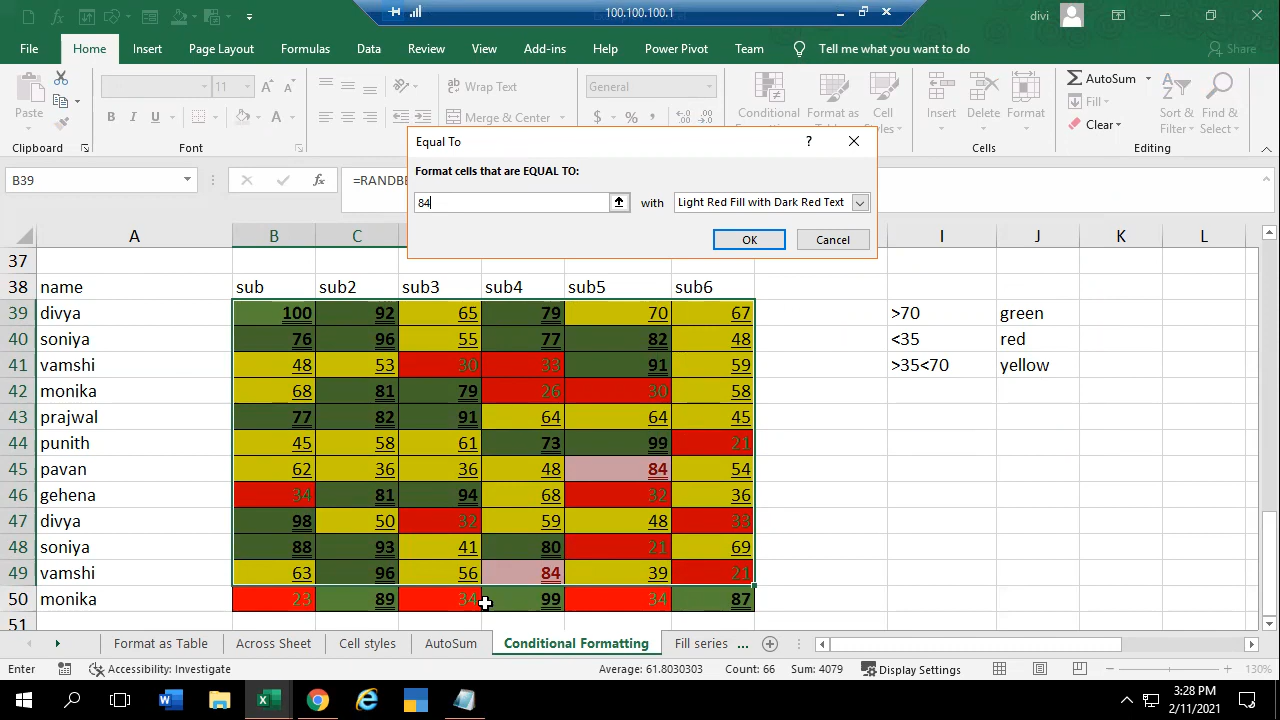 100.100.100.1
divi
File Home Insert Page Layout Formulas Data Review View Add-ins Help Power Pivot Team Tell me what you want to do Share
Paste
11
General
Wrap Text
Merge & Center
Conditional
Format as
Cell
Styles
Insert Delete Format
AutoSum
Fill
Clear
Sort &
Filter
Find &
Select
Clipboard Font Cells Editing
Equal To
Format cells that are EQUAL TO:
84 with Light Red Fill with Dark Red Text
OK Cancel
B39 =RANDBE
A B C I J K L
37
38 name sub sub2 sub3 sub4 sub5 sub6
39 divya 100 92 65 79 70 67 >70 green
40 soniya 76 96 55 77 82 48 <35 red
41 vamshi 48 53 30 33 91 59 >35<70 yellow
42 monika 68 81 79 26 30 58
43 prajwal 77 82 91 64 64 45
44 punith 45 58 61 73 99 21
45 pavan 62 36 36 48 84 54
46 gehena 34 81 94 68 32 36
47 divya 98 50 32 59 48 33
48 soniya 88 93 41 80 21 69
49 vamshi 63 96 56 84 39 21
50 monika 23 89 34 99 34 87
51
Format as Table Across Sheet Cell styles AutoSum Conditional Formatting Fill series ...
Enter Accessibility: Investigate Average: 61.8030303 Count: 66 Sum: 4079 Display Settings 130%
3:28 PM
2/11/2021